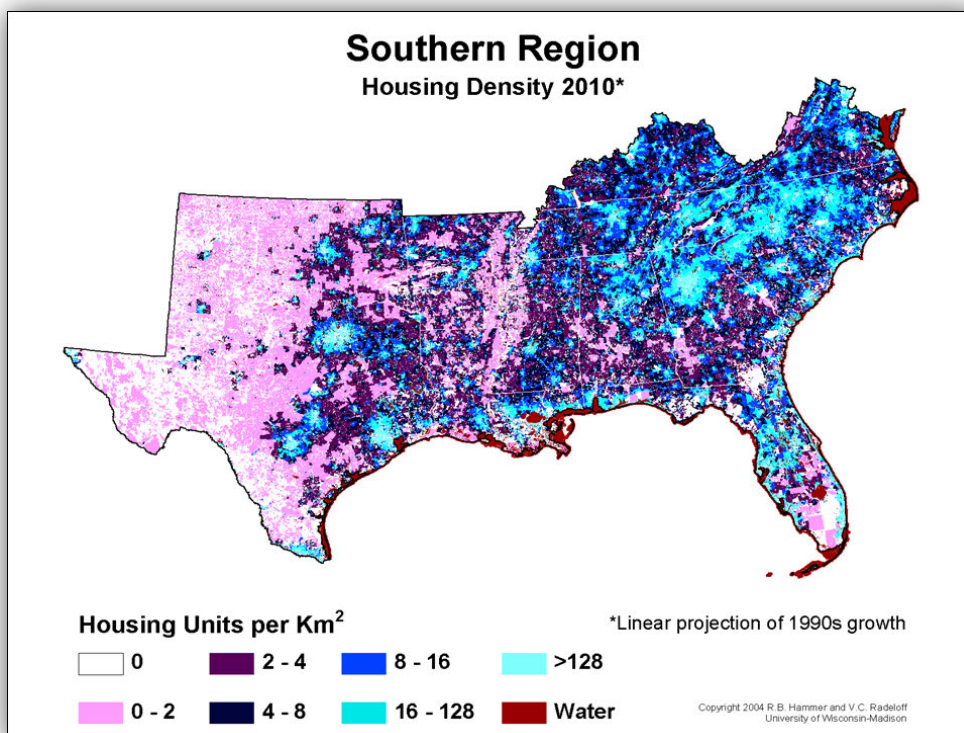 Southern Region
Housing Density 2010*
Housing Units per Km²
*Linear projection of 1990s growth
0
2 - 4
8 - 16
>128
0 - 2
4 - 8
16 - 128
Water
Copyright 2004 R.B. Hammer and V.C. Radeloff
University of Wisconsin-Madison